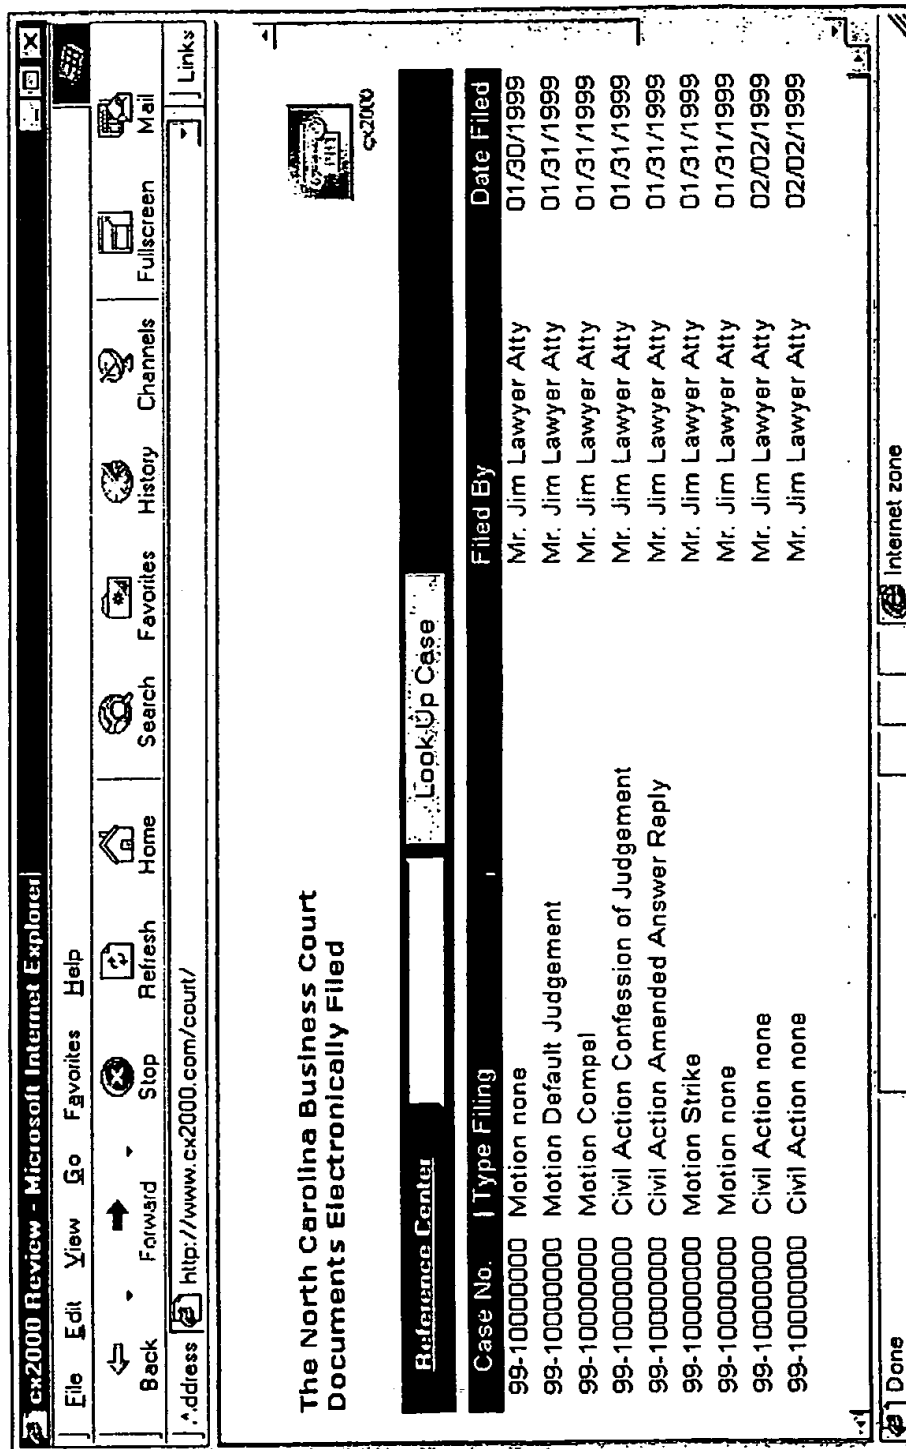 cx2000 Review - Microsoft Internet Explorer
File Edit View Go Favorites Help
Back Forward Stop Refresh Home Search Favorites History Channels Fullscreen Mail
Address http://www.cx2000.com/court/ Links
The North Carolina Business Court
Documents Electronically Filed
cx2000
Reference Center Look Up Case
Case No. Type Filing Filed By Date Filed
99-10000000 Motion none Mr. Jim Lawyer Atty 01/30/1999
99-10000000 Motion Default Judgement Mr. Jim Lawyer Atty 01/31/1999
99-10000000 Motion Compel Mr. Jim Lawyer Atty 01/31/1999
99-10000000 Civil Action Confession of Judgement Mr. Jim Lawyer Atty 01/31/1999
99-10000000 Civil Action Amended Answer Reply Mr. Jim Lawyer Atty 01/31/1999
99-10000000 Motion Strike Mr. Jim Lawyer Atty 01/31/1999
99-10000000 Motion none Mr. Jim Lawyer Atty 01/31/1999
99-10000000 Civil Action none Mr. Jim Lawyer Atty 02/02/1999
99-10000000 Civil Action none Mr. Jim Lawyer Atty 02/02/1999
Done Internet zone